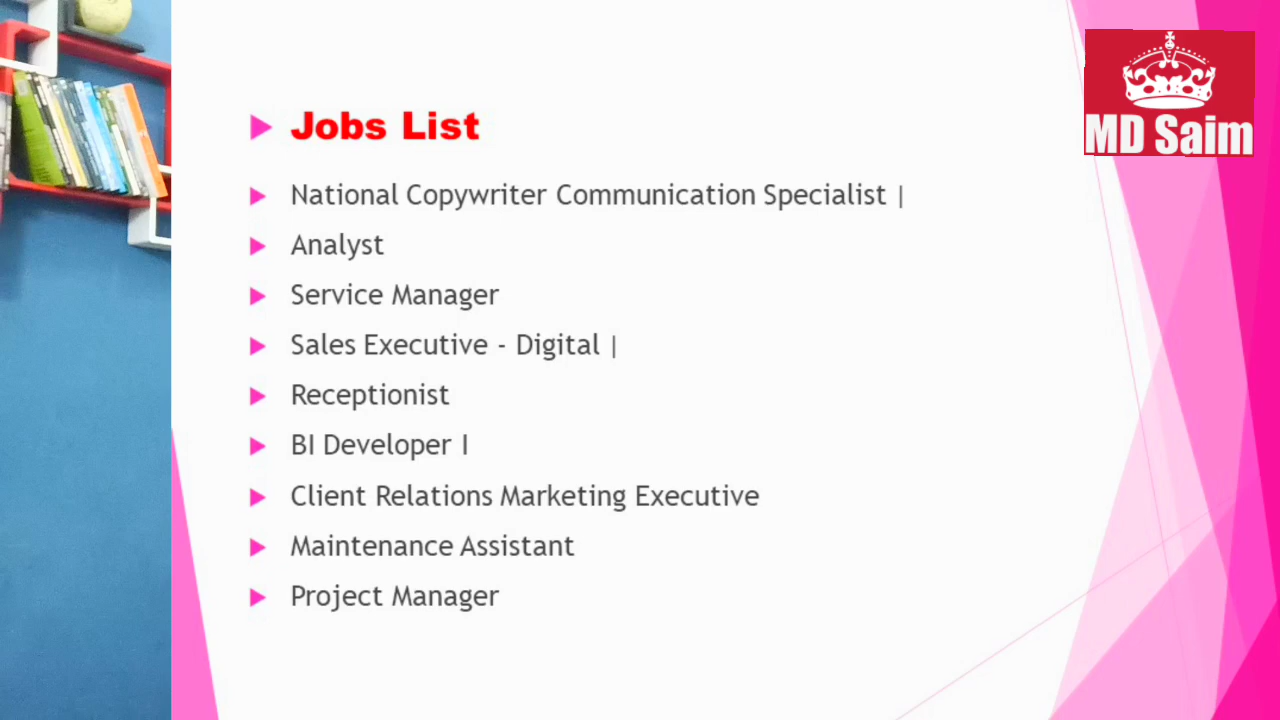 Jobs List
MD Saim
National Copywriter Communication Specialist |
Analyst
Service Manager
Sales Executive - Digital |
Receptionist
BI Developer I
Client Relations Marketing Executive
Maintenance Assistant
Project Manager